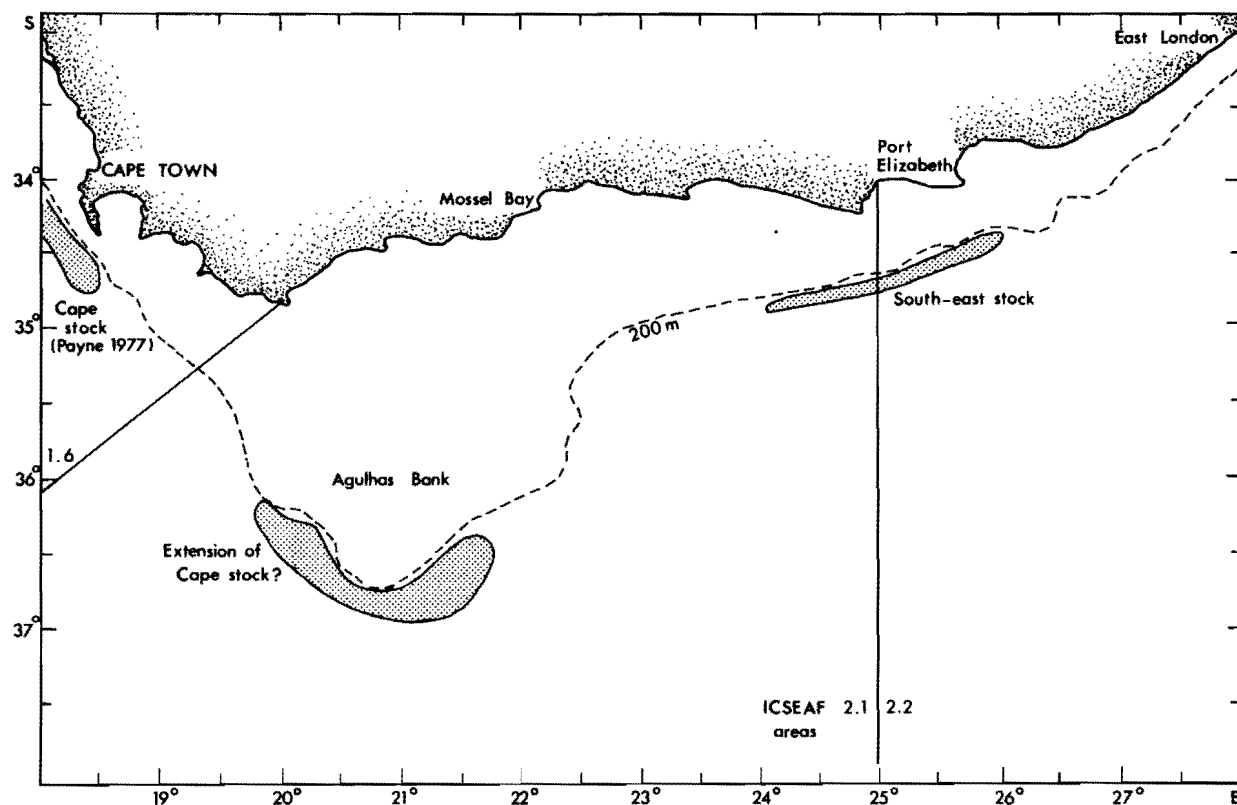 S
East London
Port
Elizabeth
CAPE TOWN
34°
Mossel Bay
Cape
stock
(Payne 1977)
South-east stock
35°
200 m
1.6
36°
Agulhas Bank
Extension of
Cape stock?
37°
ICSEAF 2.1 2.2
areas
19° 20° 21° 22° 23° 24° 25° 26° 27° E